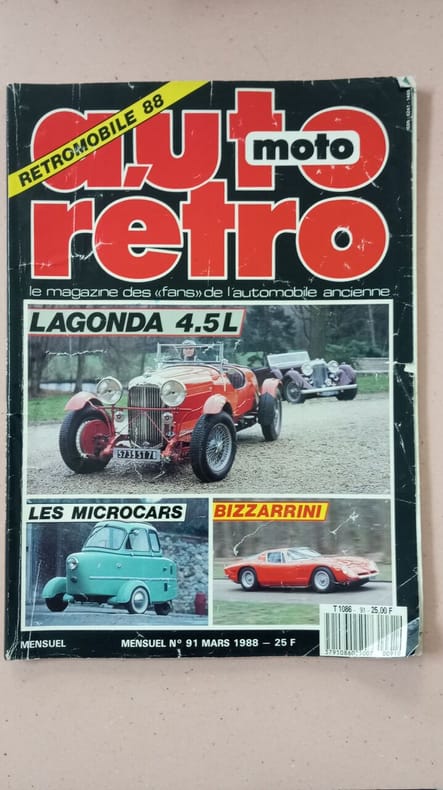 RETROMOBILE 88
auto
moto
retro
le magazine des «fans» de l'automobile ancienne
LAGONDA 4.5L
LES MICROCARS
BIZZARRINI
T 1086 - 91 - 25,00 F
MENSUEL
MENSUEL N° 91 MARS 1988 – 25 F